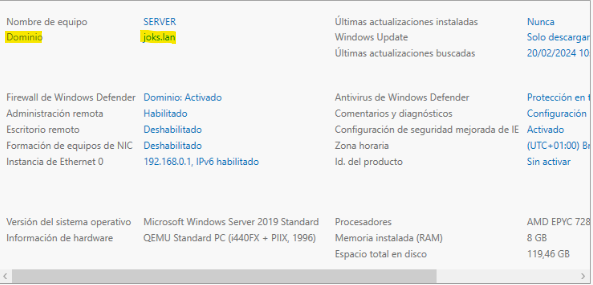 Nombre de equipo SERVER Últimas actualizaciones instaladas Nunca
Dominio joks.lan Windows Update Solo descargar
Últimas actualizaciones buscadas 20/02/2024 10:
Firewall de Windows Defender Dominio: Activado Antivirus de Windows Defender Protección en t
Administración remota Habilitado Comentarios y diagnósticos Configuración
Escritorio remoto Deshabilitado Configuración de seguridad mejorada de IE Activado
Formación de equipos de NIC Deshabilitado Zona horaria (UTC+01:00) Br
Instancia de Ethernet 0 192.168.0.1, IPv6 habilitado Id. del producto Sin activar
Versión del sistema operativo Microsoft Windows Server 2019 Standard Procesadores AMD EPYC 728
Información de hardware QEMU Standard PC (i440FX + PIIX, 1996) Memoria instalada (RAM) 8 GB
Espacio total en disco 119,46 GB